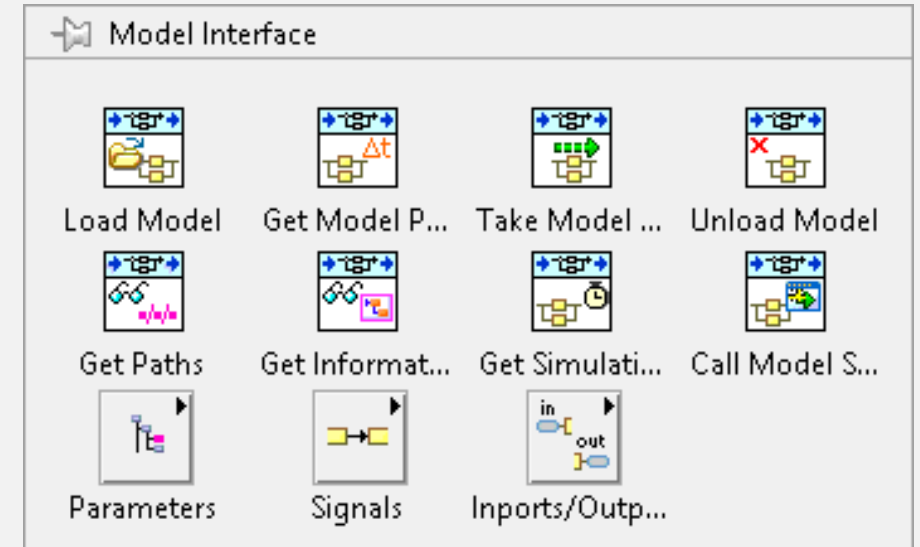 Model Interface
Δt
Load Model
Get Model P...
Take Model ...
Unload Model
Get Paths
Get Informat...
Get Simulati...
Call Model S...
in
out
Parameters
Signals
Inports/Outp...